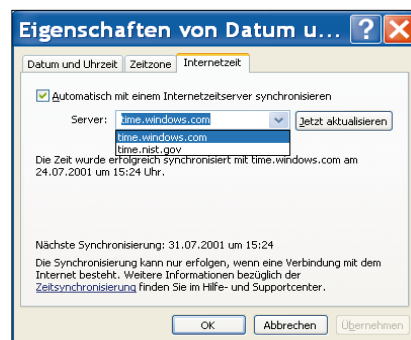 Eigenschaften von Datum u...
Datum und Uhrzeit Zeitzone Internetzeit
Automatisch mit einem Internetzeitserver synchronisieren
Server: time.windows.com Jetzt aktualisieren
time.windows.com
time.nist.gov
Die Zeit wurde erfolgreich synchronisiert mit time.windows.com am
24.07.2001 um 15:24 Uhr.
Nächste Synchronisierung: 31.07.2001 um 15:24
Die Synchronisierung kann nur erfolgen, wenn eine Verbindung mit dem
Internet besteht. Weitere Informationen bezüglich der
Zeitsynchronisierung finden Sie im Hilfe- und Supportcenter.
OK Abbrechen Übernehmen